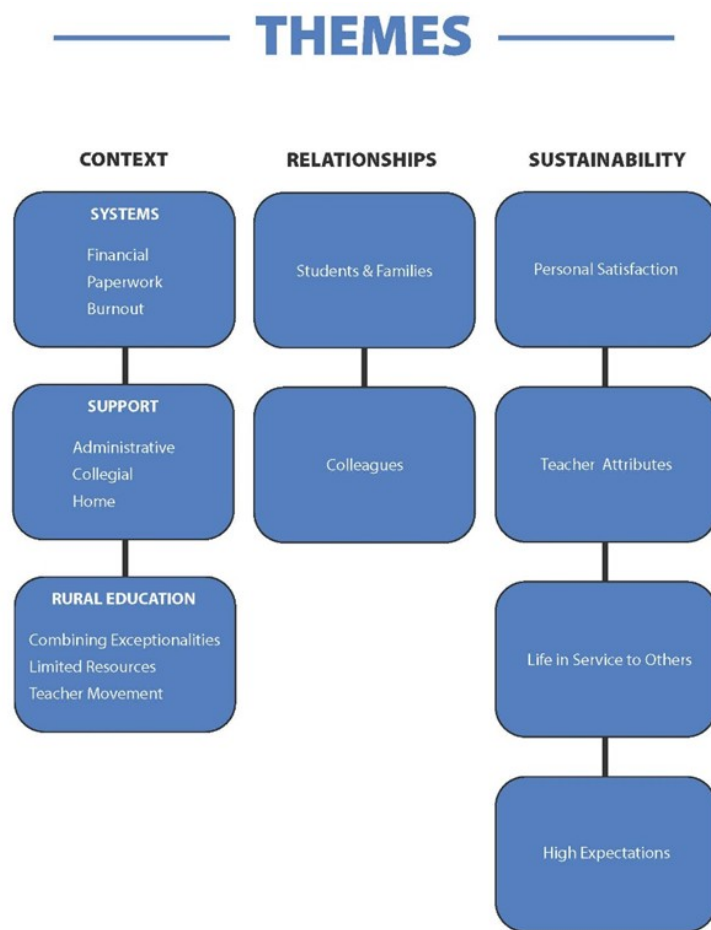 THEMES
CONTEXT
SYSTEMS
Financial
Paperwork
Burnout
SUPPORT
Administrative
Collegial
Home
RURAL EDUCATION
Combining Exceptionalities
Limited Resources
Teacher Movement
RELATIONSHIPS
Students & Families
Colleagues
SUSTAINABILITY
Personal Satisfaction
Teacher Attributes
Life in Service to Others
High Expectations